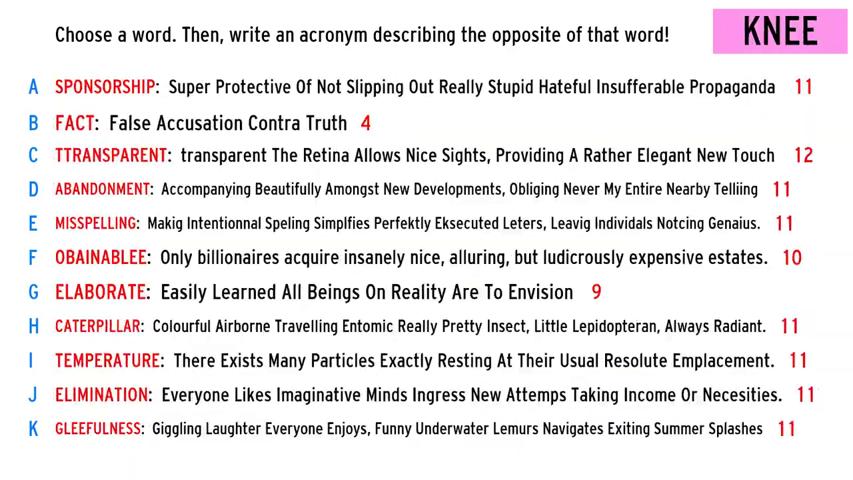 Choose a word. Then, write an acronym describing the opposite of that word!
KNEE
A SPONSORSHIP: Super Protective Of Not Slipping Out Really Stupid Hateful Insufferable Propaganda 11
B FACT: False Accusation Contra Truth 4
C TTRANSPARENT: transparent The Retina Allows Nice Sights, Providing A Rather Elegant New Touch 12
D ABANDONMENT: Accompanying Beautifully Amongst New Developments, Obliging Never My Entire Nearby Telliing 11
E MISSPELLING: Makig Intentionnal Speling Simplfies Perfektly Eksecuted Leters, Leavig Individals Notcing Genaius. 11
F OBAINABLEE: Only billionaires acquire insanely nice, alluring, but ludicrously expensive estates. 10
G ELABORATE: Easily Learned All Beings On Reality Are To Envision 9
H CATERPILLAR: Colourful Airborne Travelling Entomic Really Pretty Insect, Little Lepidopteran, Always Radiant. 11
I TEMPERATURE: There Exists Many Particles Exactly Resting At Their Usual Resolute Emplacement. 11
J ELIMINATION: Everyone Likes Imaginative Minds Ingress New Attemps Taking Income Or Necesities. 11
K GLEEFULNESS: Giggling Laughter Everyone Enjoys, Funny Underwater Lemurs Navigates Exiting Summer Splashes 11